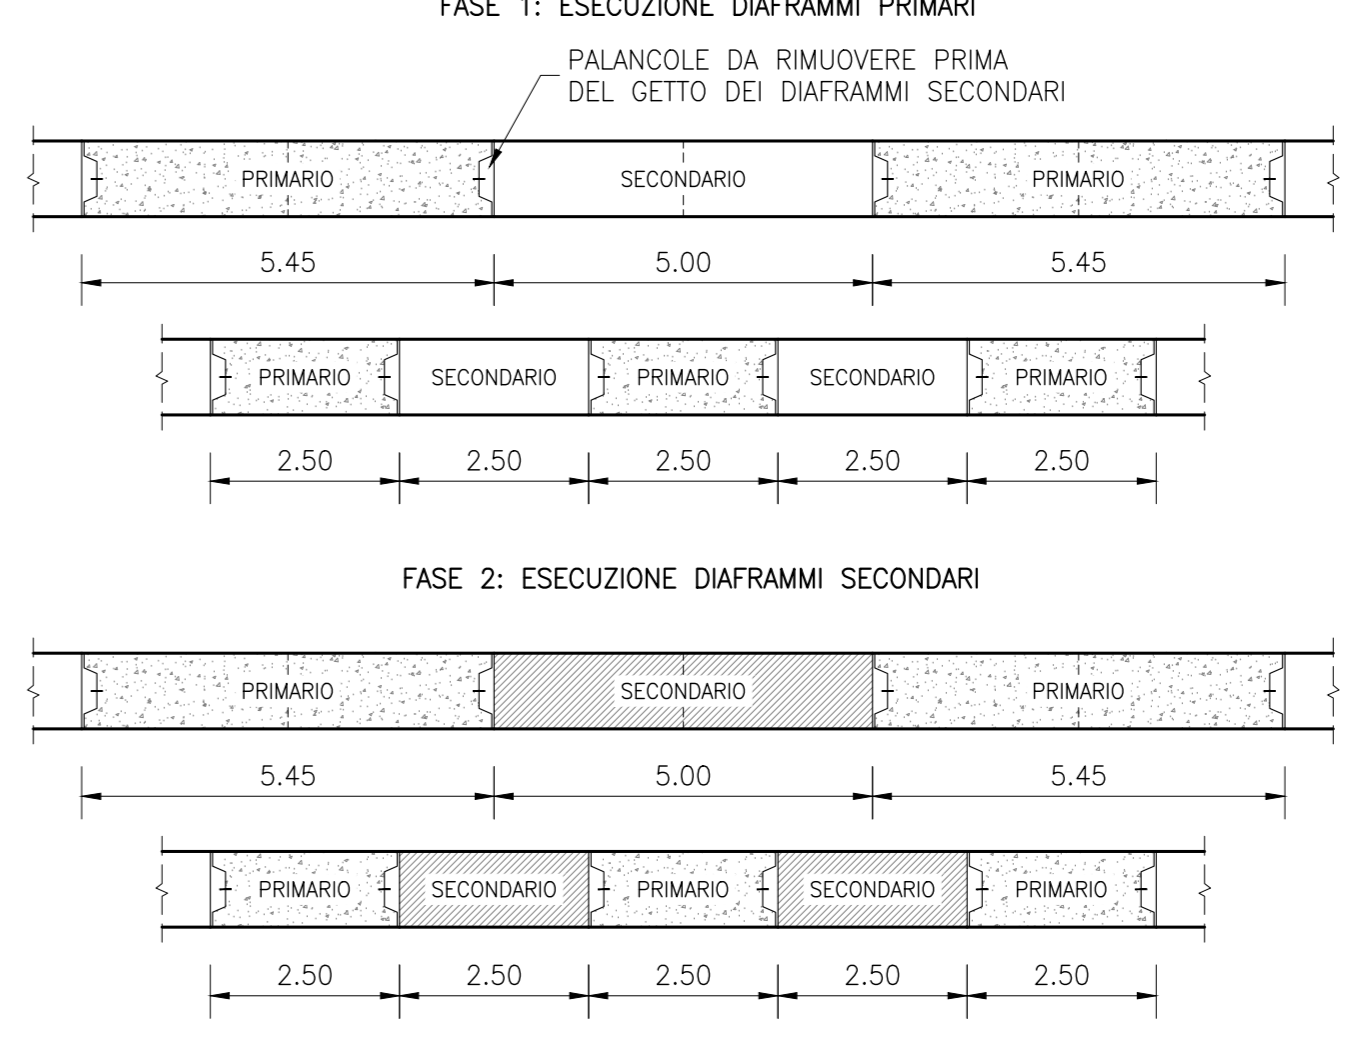 FASE 1: ESECUZIONE DIAFRAMMI PRIMARI
PALANCOLE DA RIMUOVERE PRIMA
DEL GETTO DEI DIAFRAMMI SECONDARI
PRIMARIO SECONDARIO PRIMARIO
5.45 5.00 5.45
PRIMARIO SECONDARIO PRIMARIO SECONDARIO PRIMARIO
2.50 2.50 2.50 2.50 2.50
FASE 2: ESECUZIONE DIAFRAMMI SECONDARI
PRIMARIO SECONDARIO PRIMARIO
5.45 5.00 5.45
PRIMARIO SECONDARIO PRIMARIO SECONDARIO PRIMARIO
2.50 2.50 2.50 2.50 2.50